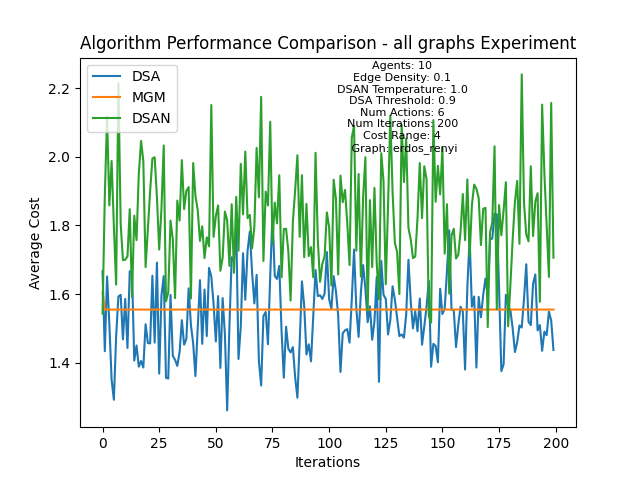 Algorithm Performance Comparison - all graphs Experiment
DSA
MGM
DSAN
Agents: 10
Edge Density: 0.1
DSAN Temperature: 1.0
DSA Threshold: 0.9
Num Actions: 6
Num Iterations: 200
Cost Range: 4
Graph: erdos_renyi
Average Cost
2.2
2.0
1.8
1.6
1.4
0
25
50
75
100
125
150
175
200
Iterations